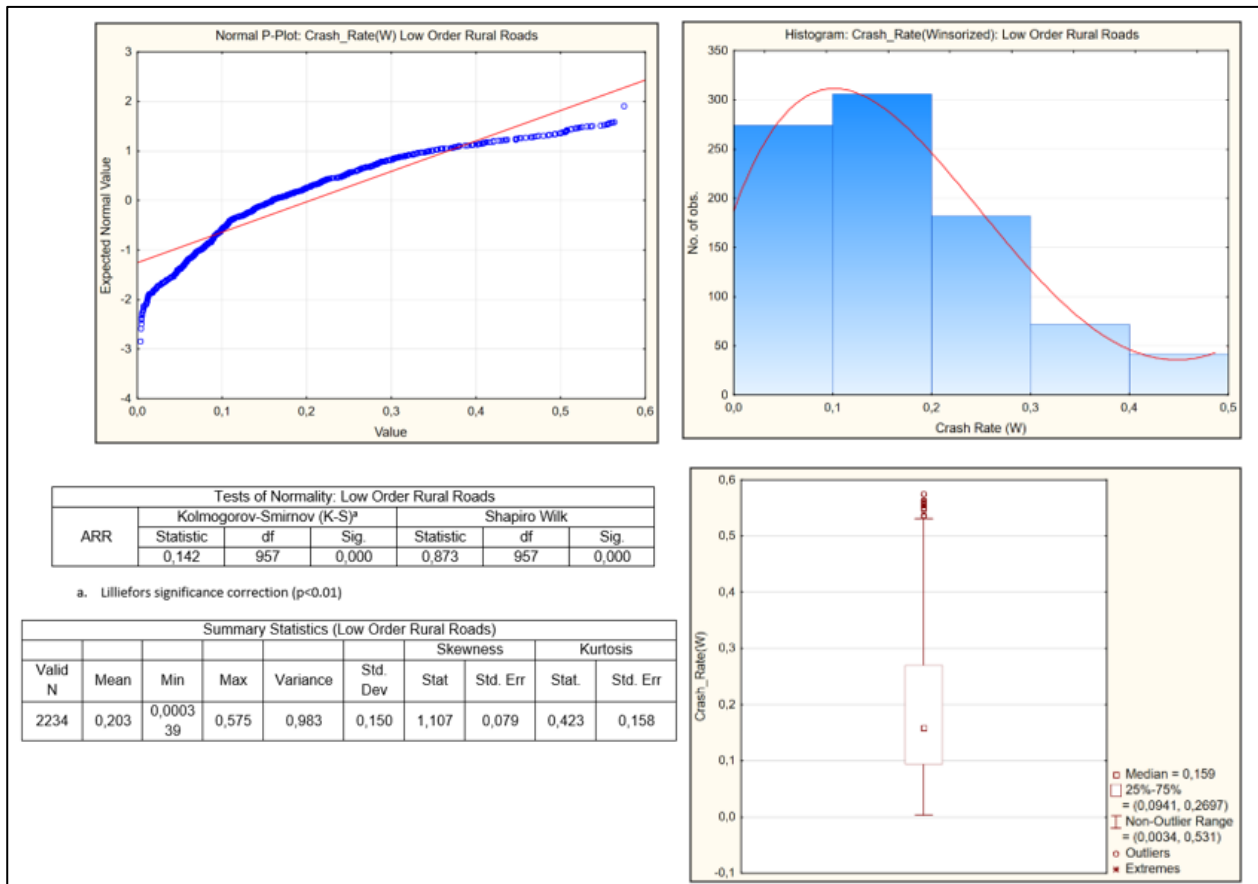 Normal P-Plot: Crash_Rate(W) Low Order Rural Roads
3
2
1
0
-1
-2
-3
-4
Expected Normal Value
0,0 0,1 0,2 0,3 0,4 0,5 0,6
Value
Histogram: Crash_Rate(Winsorized): Low Order Rural Roads
350
300
250
200
150
100
50
0
No. of obs.
0,0 0,1 0,2 0,3 0,4 0,5
Crash Rate (W)
Tests of Normality: Low Order Rural Roads
ARR Kolmogorov-Smirnov (K-S)ᵃ Shapiro Wilk
Statistic df Sig. Statistic df Sig.
0,142 957 0,000 0,873 957 0,000
a. Lilliefors significance correction (p<0.01)
Summary Statistics (Low Order Rural Roads)
Skewness Kurtosis
Valid N Mean Min Max Variance Std. Dev Stat Std. Err Stat. Std. Err
2234 0,203 0,000339 0,575 0,983 0,150 1,107 0,079 0,423 0,158
0,6
0,5
0,4
0,3
0,2
0,1
0,0
-0,1
Crash_Rate(W)
Median = 0,159
25%-75%
= (0,0941, 0,2697)
Non-Outlier Range
= (0,0034, 0,531)
Outliers
Extremes